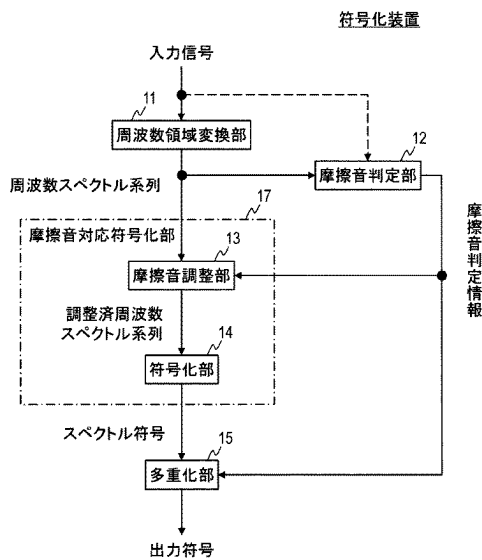 符号化装置
入力信号
11
周波数領域変換部
12
摩擦音判定部
周波数スペクトル系列
17
摩擦音対応符号化部
13
摩擦音調整部
摩擦音判定情報
調整済周波数
スペクトル系列
14
符号化部
スペクトル符号
15
多重化部
出力符号